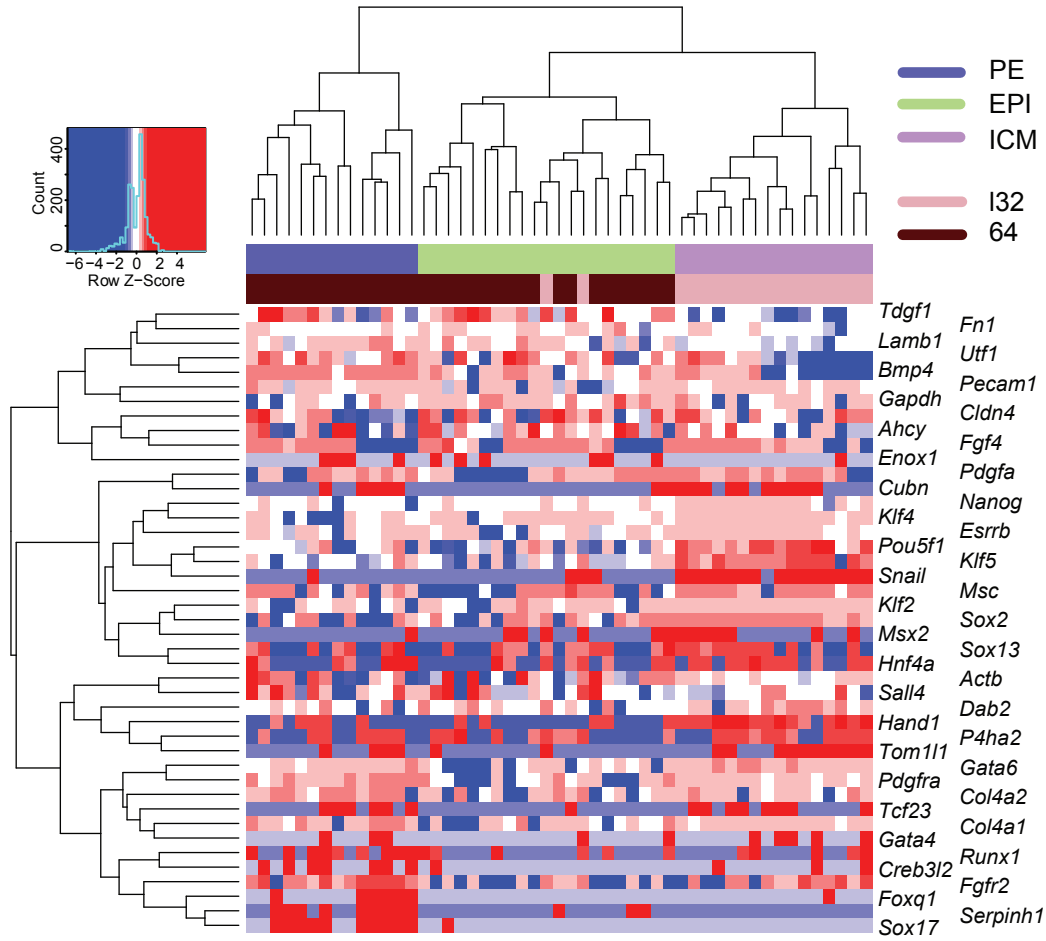 PE
EPI
ICM
I32
64
Count
0 200 400
−6 −4 −2 0 2 4
Row Z−Score
Tdgf1
Fn1
Lamb1
Utf1
Bmp4
Pecam1
Gapdh
Cldn4
Ahcy
Fgf4
Enox1
Pdgfa
Cubn
Nanog
Klf4
Esrrb
Pou5f1
Klf5
Snail
Msc
Klf2
Sox2
Msx2
Sox13
Hnf4a
Actb
Sall4
Dab2
Hand1
P4ha2
Tom1l1
Gata6
Pdgfra
Col4a2
Tcf23
Col4a1
Gata4
Runx1
Creb3l2
Fgfr2
Foxq1
Serpinh1
Sox17